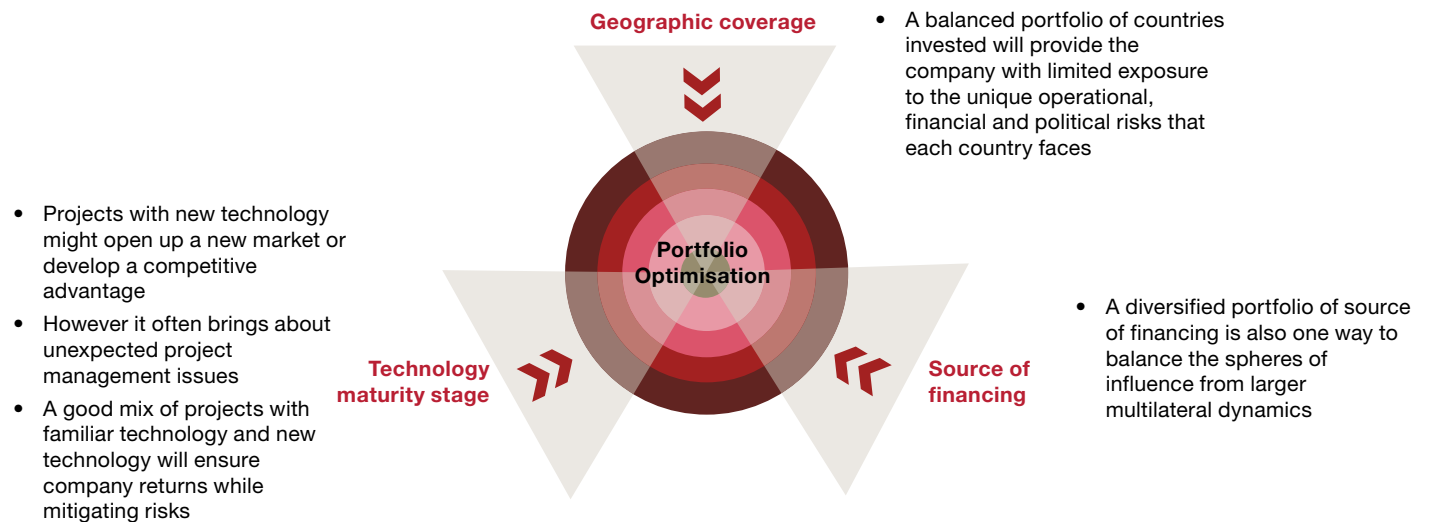 Geographic coverage
• A balanced portfolio of countries
invested will provide the
company with limited exposure
to the unique operational,
financial and political risks that
each country faces
• Projects with new technology
might open up a new market or
develop a competitive
advantage
• However it often brings about
unexpected project
management issues
• A good mix of projects with
familiar technology and new
technology will ensure
company returns while
mitigating risks
Technology
maturity stage
Portfolio
Optimisation
Source of
financing
• A diversified portfolio of source
of financing is also one way to
balance the spheres of
influence from larger
multilateral dynamics